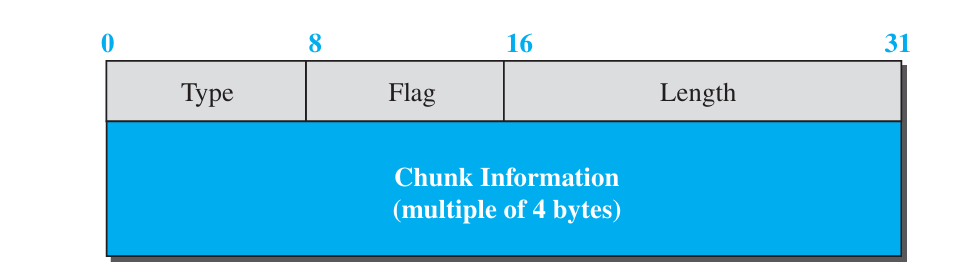 0 8 16 31
Type Flag Length
Chunk Information
(multiple of 4 bytes)